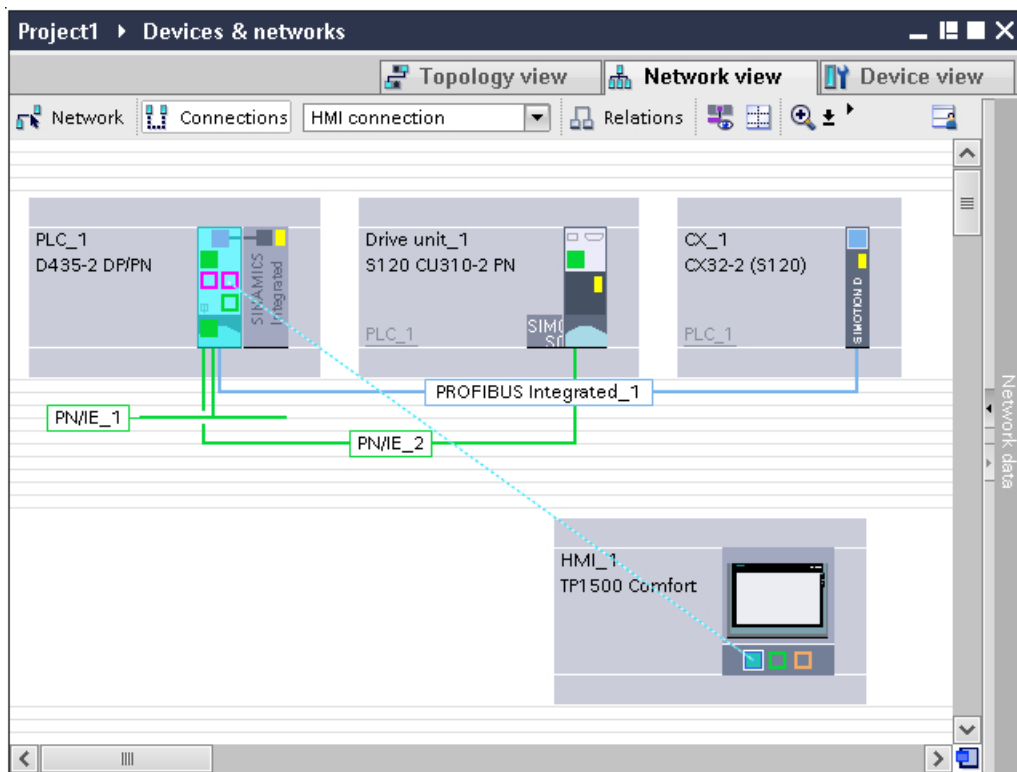 Project1 ▸ Devices & networks
Topology view
Network view
Device view
Network
Connections
HMI connection
Relations
PLC_1
D435-2 DP/PN
SINAMICS
Integrated
Drive unit_1
S120 CU310-2 PN
PLC_1
CX_1
CX32-2 (S120)
PLC_1
SIMOTION D
PROFIBUS Integrated_1
PN/IE_1
PN/IE_2
HMI_1
TP1500 Comfort
Network data